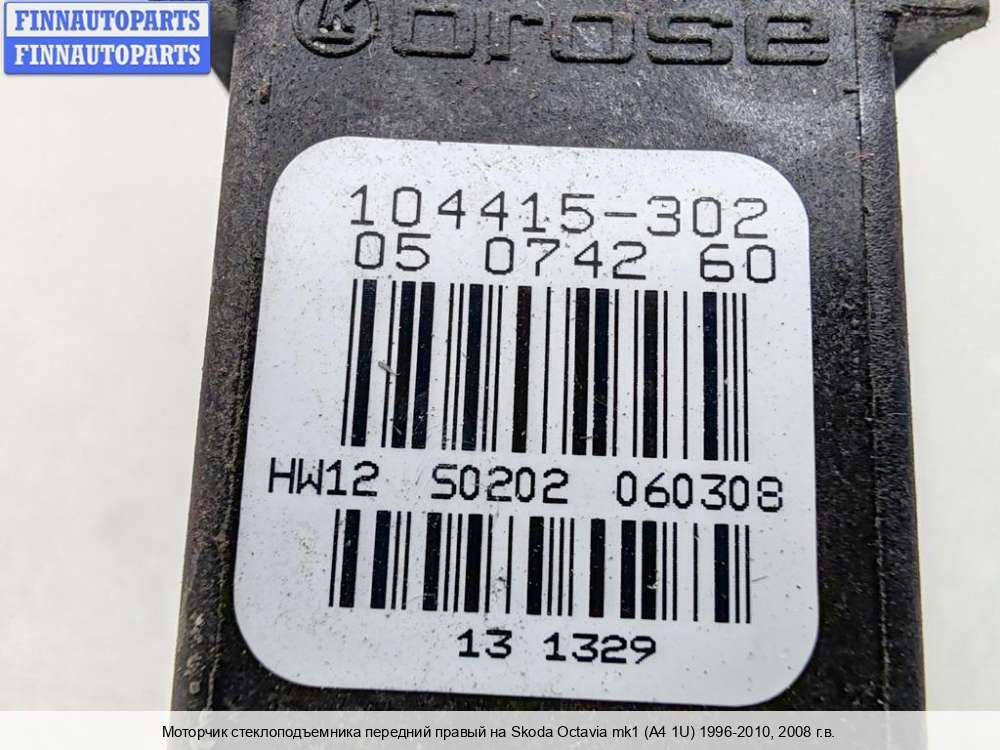 FINNAUTOPARTS
FINNAUTOPARTS
brose
104415-302
05 0742 60
HW12 S0202 060308
13 1329
Моторчик стеклоподъемника передний правый на Skoda Octavia mk1 (A4 1U) 1996-2010, 2008 г.в.